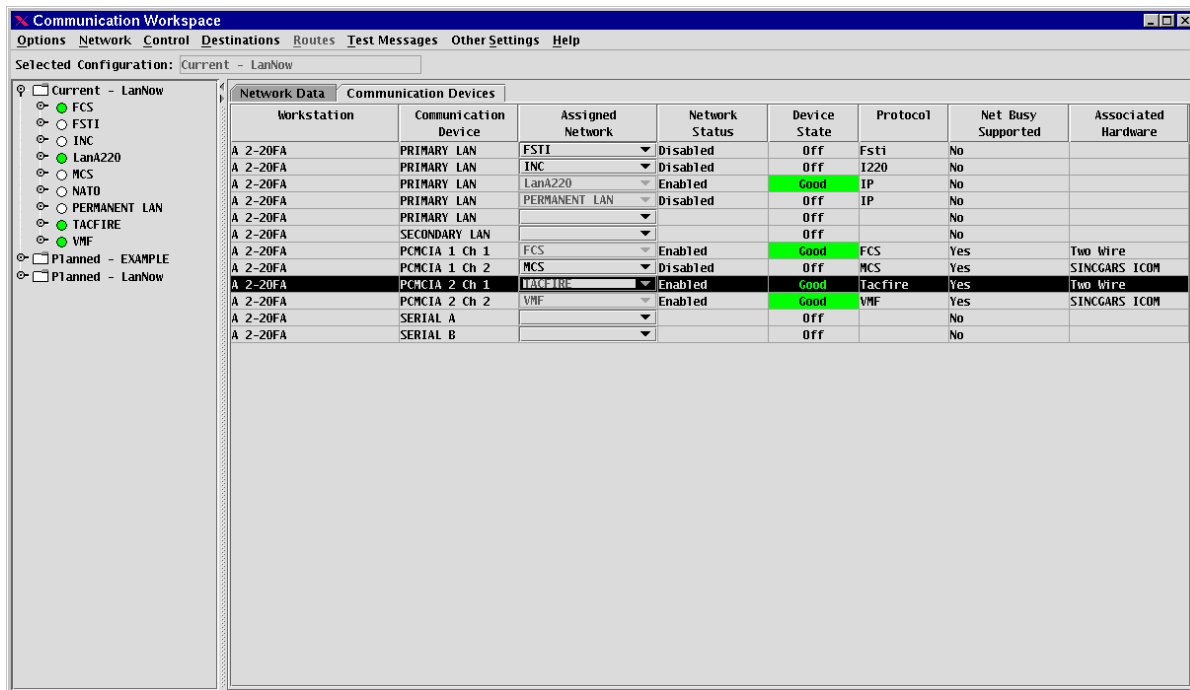 Communication Workspace
Options Network Control Destinations Routes Test Messages Other Settings Help
Selected Configuration: Current - LanNow
Current - LanNow
FCS
FSTI
INC
LanA220
MCS
NATO
PERMANENT LAN
TACFIRE
VMF
Planned - EXAMPLE
Planned - LanNow
Network Data Communication Devices
Workstation Communication Device Assigned Network Network Status Device State Protocol Net Busy Supported Associated Hardware
A 2-20FA PRIMARY LAN FSTI Disabled Off Fsti No
A 2-20FA PRIMARY LAN INC Disabled Off I220 No
A 2-20FA PRIMARY LAN LanA220 Enabled Good IP No
A 2-20FA PRIMARY LAN PERMANENT LAN Disabled Off IP No
A 2-20FA PRIMARY LAN Off No
A 2-20FA SECONDARY LAN Off No
A 2-20FA PCMCIA 1 Ch 1 FCS Enabled Good FCS Yes Two Wire
A 2-20FA PCMCIA 1 Ch 2 MCS Disabled Off MCS Yes SINCGARS ICOM
A 2-20FA PCMCIA 2 Ch 1 TACFIRE Enabled Good Tacfire Yes Two Wire
A 2-20FA PCMCIA 2 Ch 2 VMF Enabled Good VMF Yes SINCGARS ICOM
A 2-20FA SERIAL A Off No
A 2-20FA SERIAL B Off No